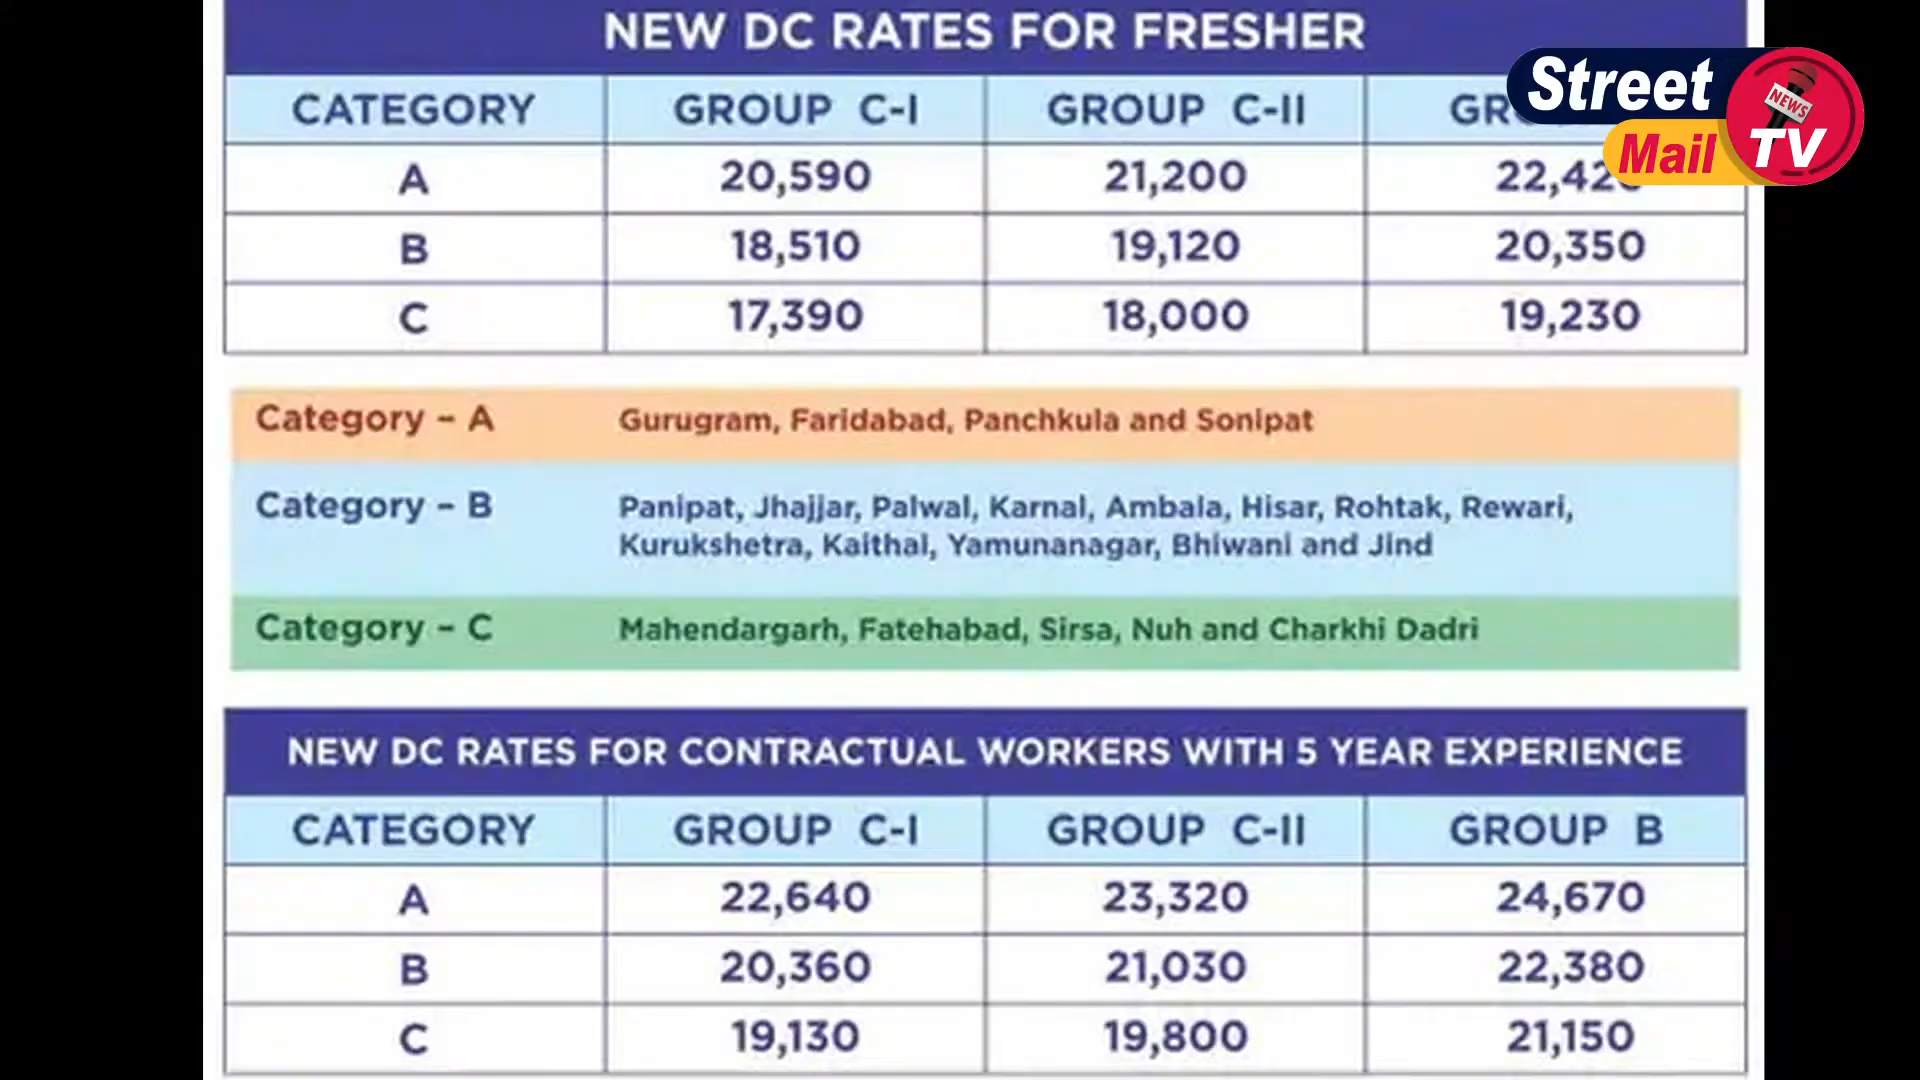 NEW DC RATES FOR FRESHER
CATEGORY GROUP C-I GROUP C-II
A 20,590 21,200
B 18,510 19,120 20,350
C 17,390 18,000 19,230
Category - A Gurugram, Faridabad, Panchkula and Sonipat
Category - B Panipat, Jhajjar, Palwal, Karnal, Ambala, Hisar, Rohtak, Rewari,
Kurukshetra, Kaithal, Yamunanagar, Bhiwani and Jind
Category - C Mahendargarh, Fatehabad, Sirsa, Nuh and Charkhi Dadri
NEW DC RATES FOR CONTRACTUAL WORKERS WITH 5 YEAR EXPERIENCE
CATEGORY GROUP C-I GROUP C-II GROUP B
A 22,640 23,320 24,670
B 20,360 21,030 22,380
C 19,130 19,800 21,150
Street
Mail
NEWS
TV